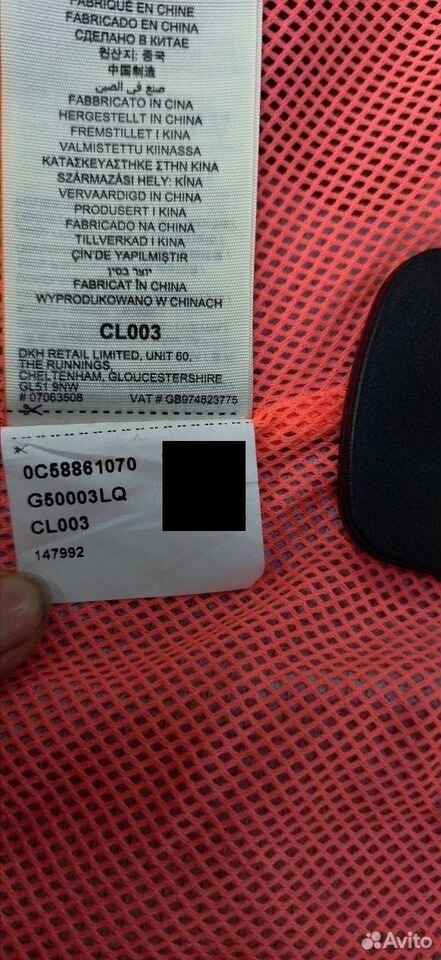 FABRIQUÉ EN CHINE
FABRICADO EN CHINA
СДЕЛАНО В КИТАЕ
원산지: 중국
中国制造
صنع في الصين
FABBRICATO IN CINA
HERGESTELLT IN CHINA
FREMSTILLET I KINA
VALMISTETTU KIINASSA
ΚΑΤΑΣΚΕΥΑΣΤΗΚΕ ΣΤΗΝ ΚΙΝΑ
SZÁRMAZÁSI HELY: KÍNA
VERVAARDIGD IN CHINA
PRODUSERT I KINA
FABRICADO NA CHINA
TILLVERKAD I KINA
ÇİN'DE YAPILMIŞTIR
יוצר בסין
FABRICAT ÎN CHINA
WYPRODUKOWANO W CHINACH
CL003
DKH RETAIL LIMITED, UNIT 60,
THE RUNNINGS,
CHELTENHAM, GLOUCESTERSHIRE
GL51 9NW
# 07063508 VAT # GB974823775
0C58861070
G50003LQ
CL003
147992
Avito